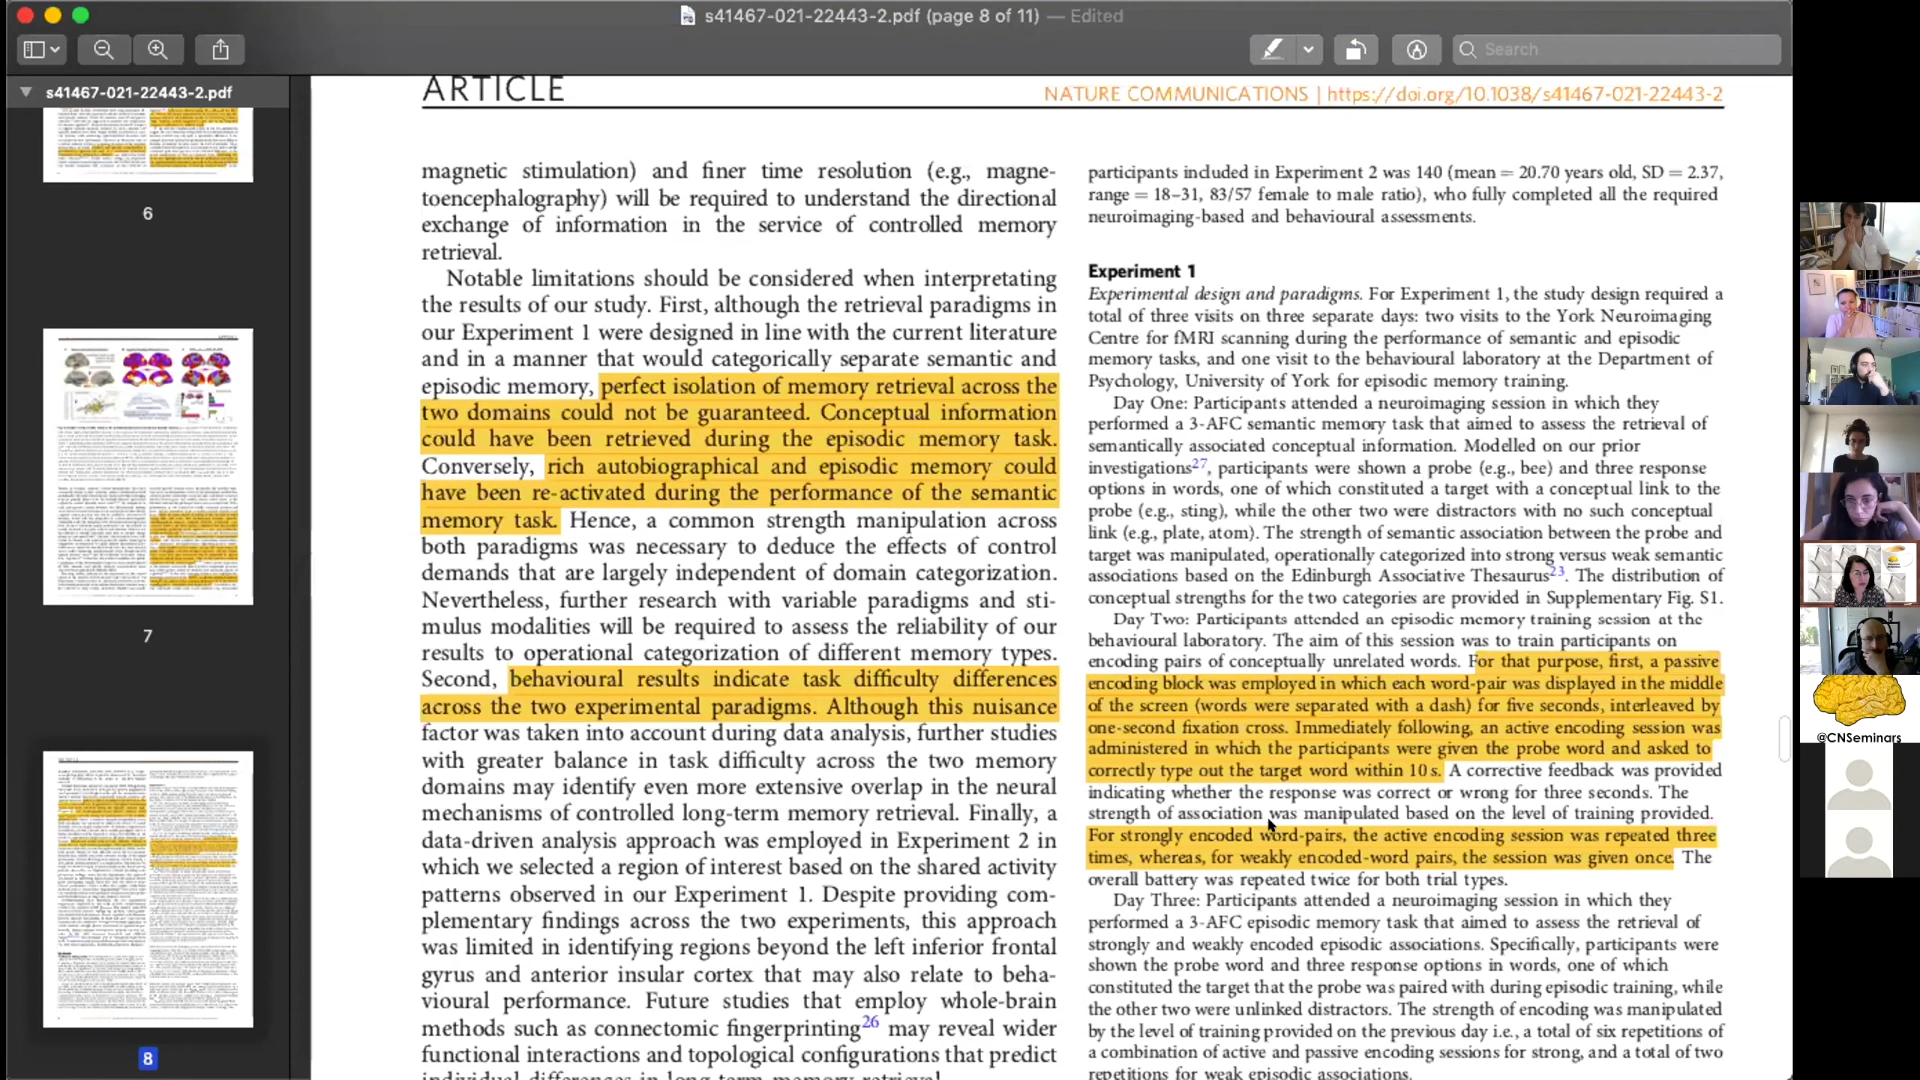 s41467-021-22443-2.pdf (page 8 of 11) — Edited
Search
s41467-021-22443-2.pdf
6
7
8
ARTICLE
NATURE COMMUNICATIONS | https://doi.org/10.1038/s41467-021-22443-2
magnetic stimulation) and finer time resolution (e.g., magne-
toencephalography) will be required to understand the directional
exchange of information in the service of controlled memory
retrieval.
Notable limitations should be considered when interpreting
the results of our study. First, although the retrieval paradigms in
our Experiment 1 were designed in line with the current literature
and in a manner that would categorically separate semantic and
episodic memory, perfect isolation of memory retrieval across the
two domains could not be guaranteed. Conceptual information
could have been retrieved during the episodic memory task.
Conversely, rich autobiographical and episodic memory could
have been re-activated during the performance of the semantic
memory task. Hence, a common strength manipulation across
both paradigms was necessary to deduce the effects of control
demands that are largely independent of domain categorization.
Nevertheless, further research with variable paradigms and sti-
mulus modalities will be required to assess the reliability of our
results to operational categorization of different memory types.
Second, behavioural results indicate task difficulty differences
across the two experimental paradigms. Although this nuisance
factor was taken into account during data analysis, further studies
with greater balance in task difficulty across the two memory
domains may identify even more extensive overlap in the neural
mechanisms of controlled long-term memory retrieval. Finally, a
data-driven analysis approach was employed in Experiment 2 in
which we selected a region of interest based on the shared activity
patterns observed in our Experiment 1. Despite providing com-
plementary findings across the two experiments, this approach
was limited in identifying regions beyond the left inferior frontal
gyrus and anterior insular cortex that may also relate to beha-
vioural performance. Future studies that employ whole-brain
methods such as connectomic fingerprinting26 may reveal wider
functional interactions and topological configurations that predict
individual differences in long-term memory retrieval.
participants included in Experiment 2 was 140 (mean = 20.70 years old, SD = 2.37,
range = 18–31, 83/57 female to male ratio), who fully completed all the required
neuroimaging-based and behavioural assessments.
Experiment 1
Experimental design and paradigms. For Experiment 1, the study design required a
total of three visits on three separate days: two visits to the York Neuroimaging
Centre for fMRI scanning during the performance of semantic and episodic
memory tasks, and one visit to the behavioural laboratory at the Department of
Psychology, University of York for episodic memory training.
Day One: Participants attended a neuroimaging session in which they
performed a 3-AFC semantic memory task that aimed to assess the retrieval of
semantically associated conceptual information. Modelled on our prior
investigations27, participants were shown a probe (e.g., bee) and three response
options in words, one of which constituted a target with a conceptual link to the
probe (e.g., sting), while the other two were distractors with no such conceptual
link (e.g., plate, atom). The strength of semantic association between the probe and
target was manipulated, operationally categorized into strong versus weak semantic
associations based on the Edinburgh Associative Thesaurus23. The distribution of
conceptual strengths for the two categories are provided in Supplementary Fig. S1.
Day Two: Participants attended an episodic memory training session at the
behavioural laboratory. The aim of this session was to train participants on
encoding pairs of conceptually unrelated words. For that purpose, first, a passive
encoding block was employed in which each word-pair was displayed in the middle
of the screen (words were separated with a dash) for five seconds, interleaved by
one-second fixation cross. Immediately following, an active encoding session was
administered in which the participants were given the probe word and asked to
correctly type out the target word within 10 s. A corrective feedback was provided
indicating whether the response was correct or wrong for three seconds. The
strength of association was manipulated based on the level of training provided.
For strongly encoded word-pairs, the active encoding session was repeated three
times, whereas, for weakly encoded-word pairs, the session was given once. The
overall battery was repeated twice for both trial types.
Day Three: Participants attended a neuroimaging session in which they
performed a 3-AFC episodic memory task that aimed to assess the retrieval of
strongly and weakly encoded episodic associations. Specifically, participants were
shown the probe word and three response options in words, one of which
constituted the target that the probe was paired with during episodic training, while
the other two were unlinked distractors. The strength of encoding was manipulated
by the level of training provided on the previous day i.e., a total of six repetitions of
a combination of active and passive encoding sessions for strong, and a total of two
repetitions for weak episodic associations.
@CNSeminars